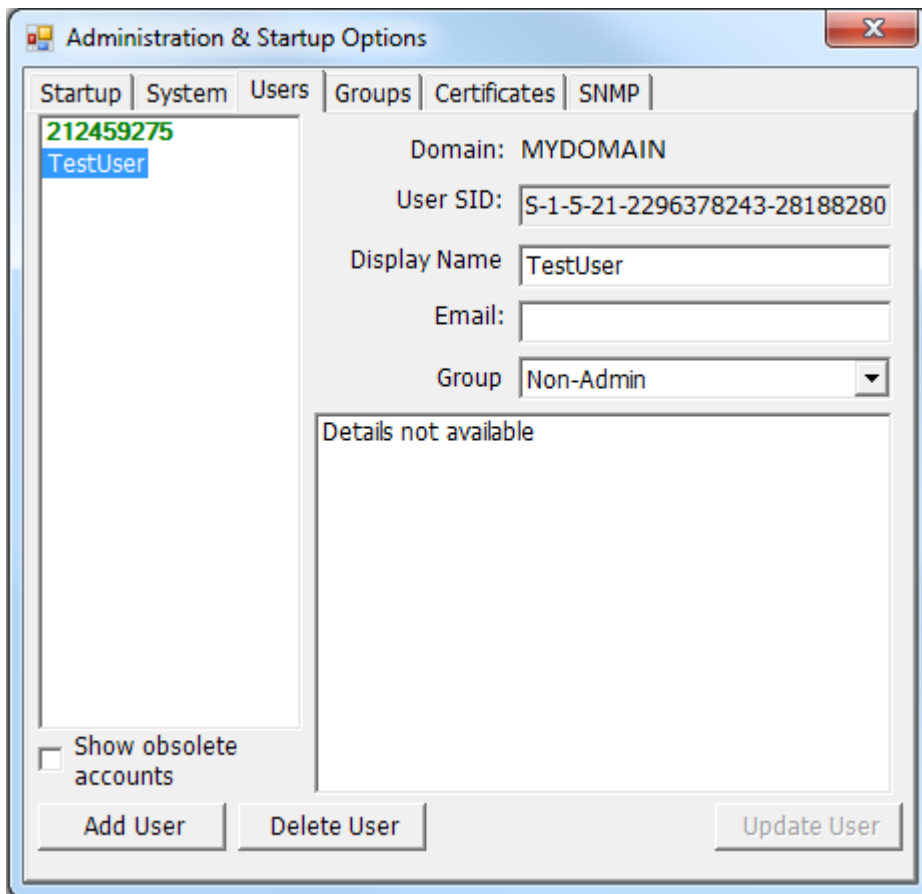 Administration & Startup Options
x
Startup System Users Groups Certificates SNMP
212459275
TestUser
Domain: MYDOMAIN
User SID: S-1-5-21-2296378243-28188280
Display Name TestUser
Email:
Group Non-Admin
Details not available
Show obsolete
accounts
Add User Delete User Update User